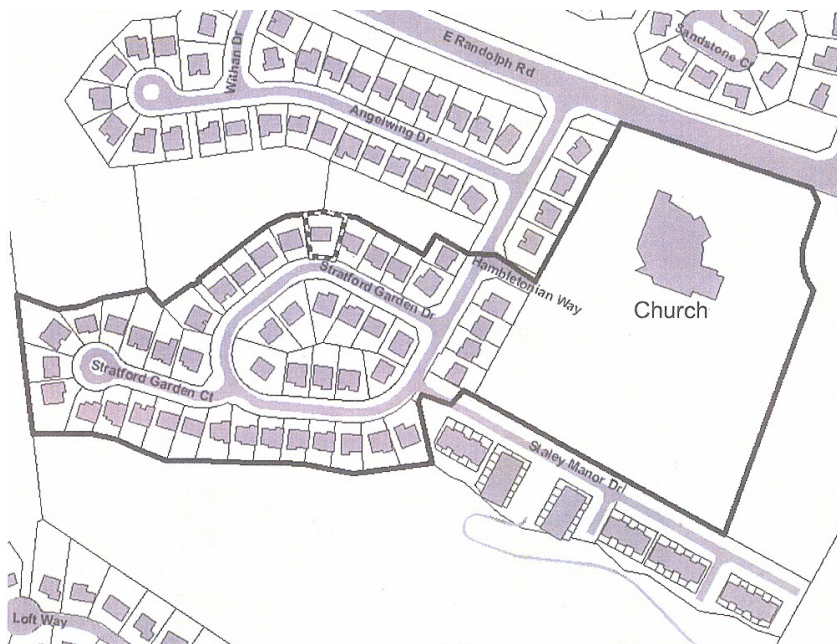 E Randolph Rd
Sandstone Ct
Withan Dr
Angelwing Dr
Hambletonian Way
Church
Stratford Garden Dr
Stratford Garden Ct
Staley Manor Dr
Loft Way